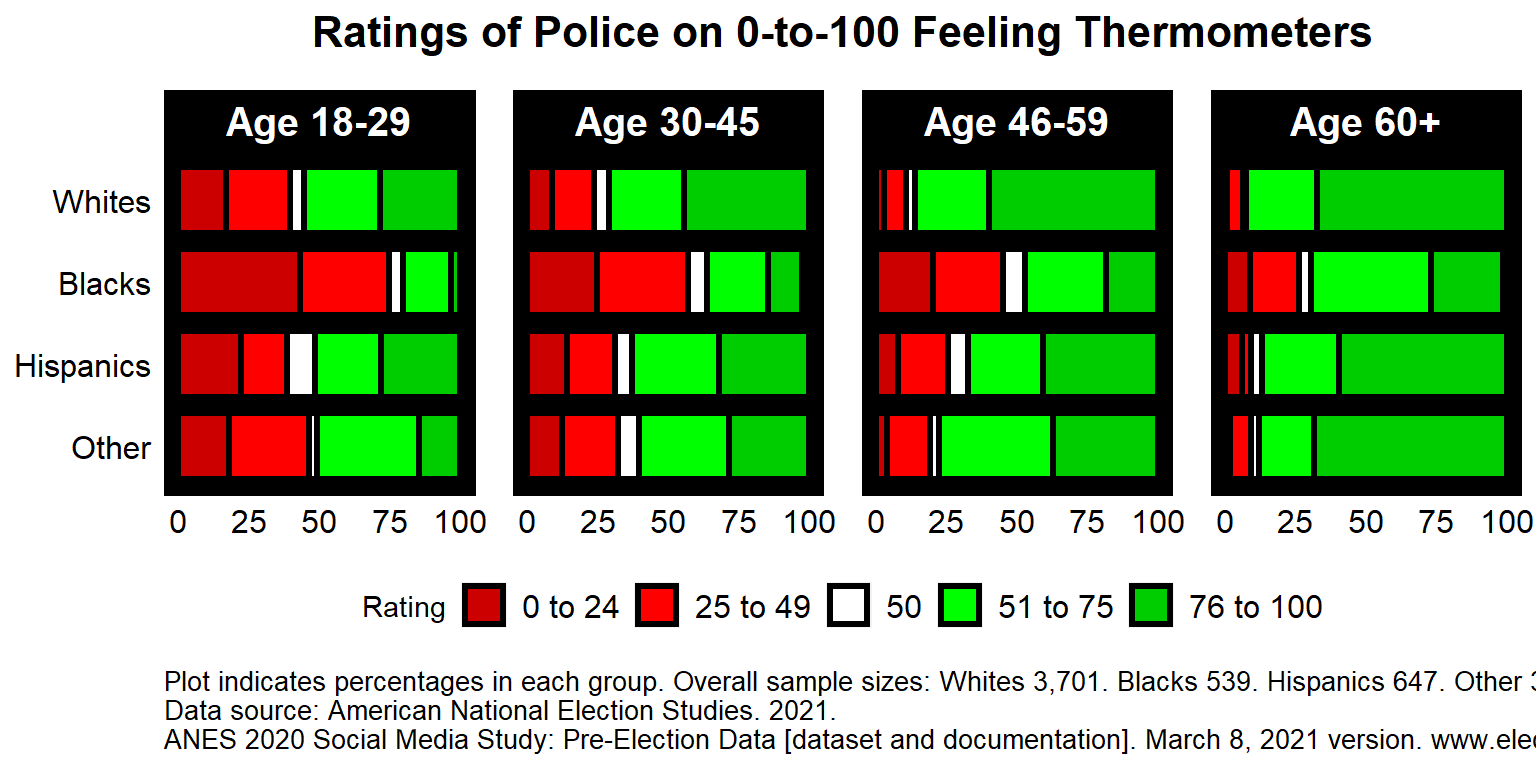 Ratings of Police on 0-to-100 Feeling Thermometers
Age 18-29
Age 30-45
Age 46-59
Age 60+
Whites
Blacks
Hispanics
Other
0 25 50 75 100
0 25 50 75 100
0 25 50 75 100
0 25 50 75 100
Rating 0 to 24 25 to 49 50 51 to 75 76 to 100
Plot indicates percentages in each group. Overall sample sizes: Whites 3,701. Blacks 539. Hispanics 647. Other
Data source: American National Election Studies. 2021.
ANES 2020 Social Media Study: Pre-Election Data [dataset and documentation]. March 8, 2021 version.